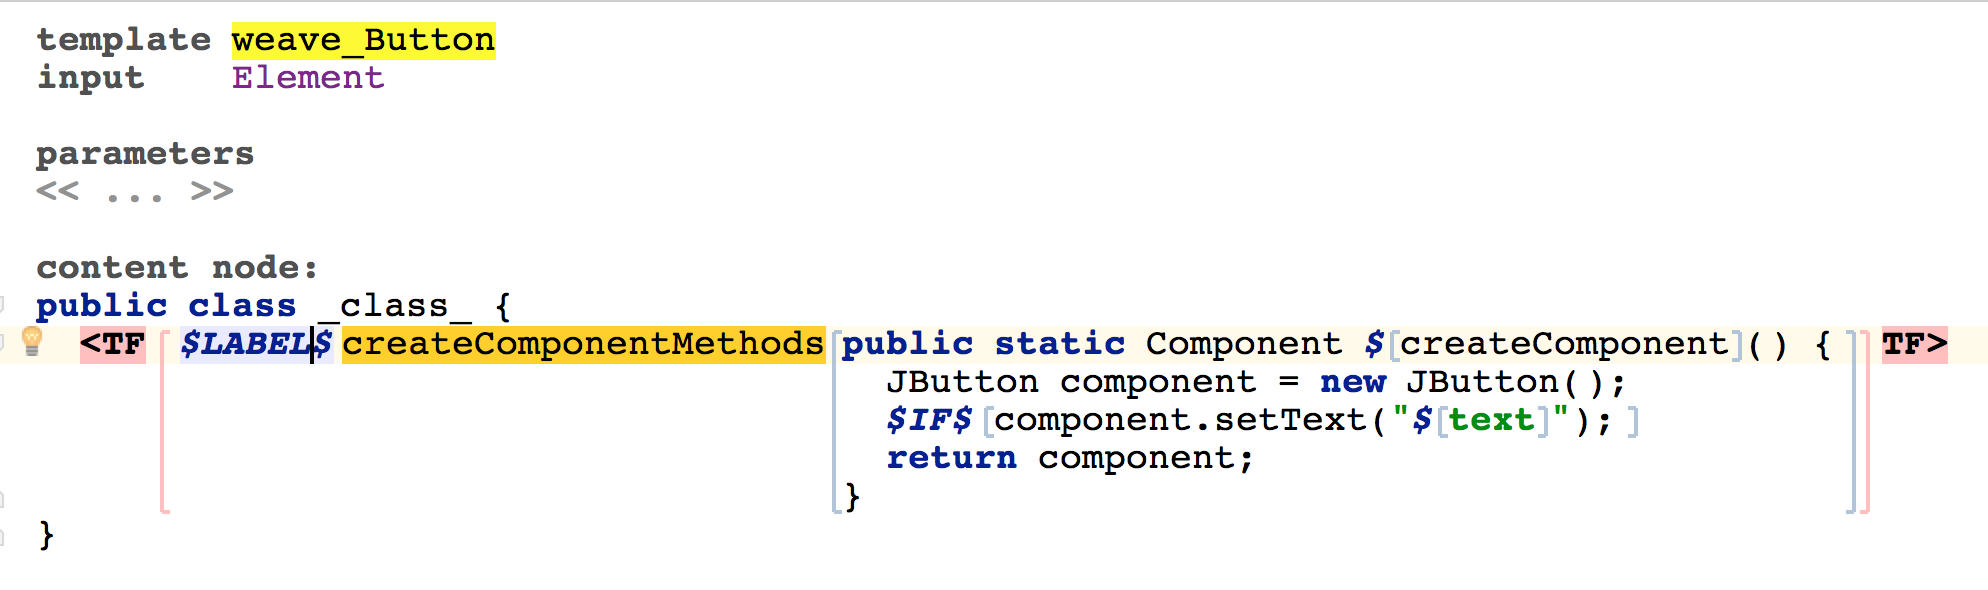 template weave_Button
input Element
parameters
<< ... >>
content node:
public class _class_ {
<TF [ $LABEL$ createComponentMethods [public static Component $[createComponent]() { ] ] TF>
JButton component = new JButton();
$IF$ [component.setText("$[text]"); ]
return component;
}
}